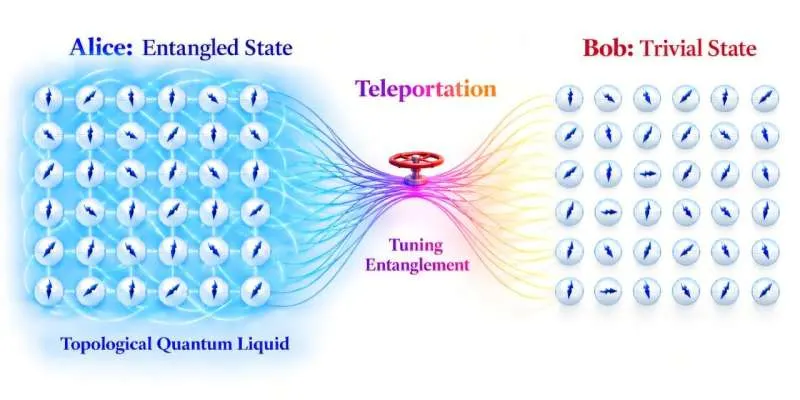 Alice: Entangled State
Bob: Trivial State
Teleportation
Tuning
Entanglement
Topological Quantum Liquid